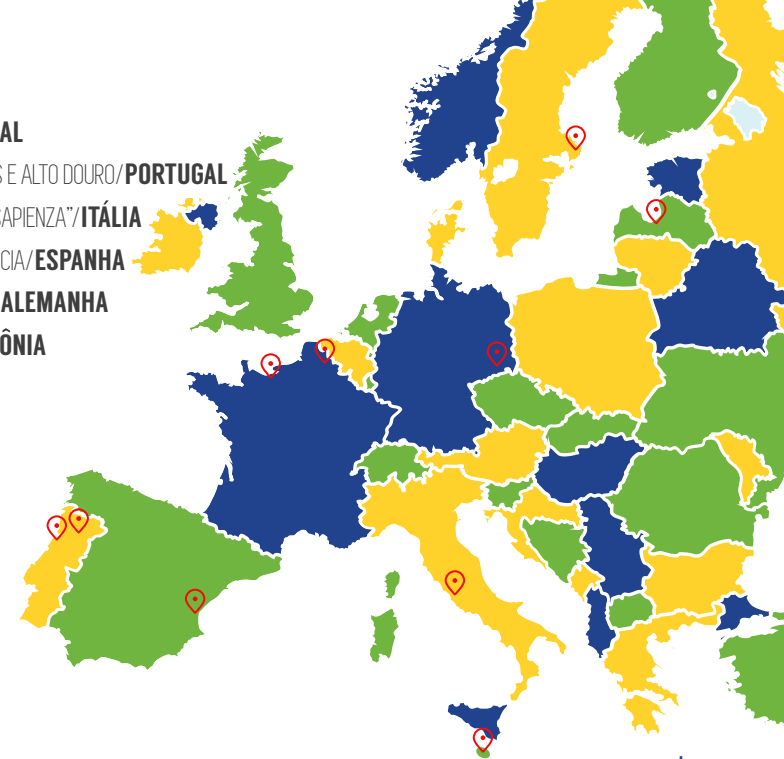 AL
S E ALTO DOURO/PORTUGAL
SAPIENZA”/ITÁLIA
CIA/ESPANHA
ALEMANHA
ÔNIA